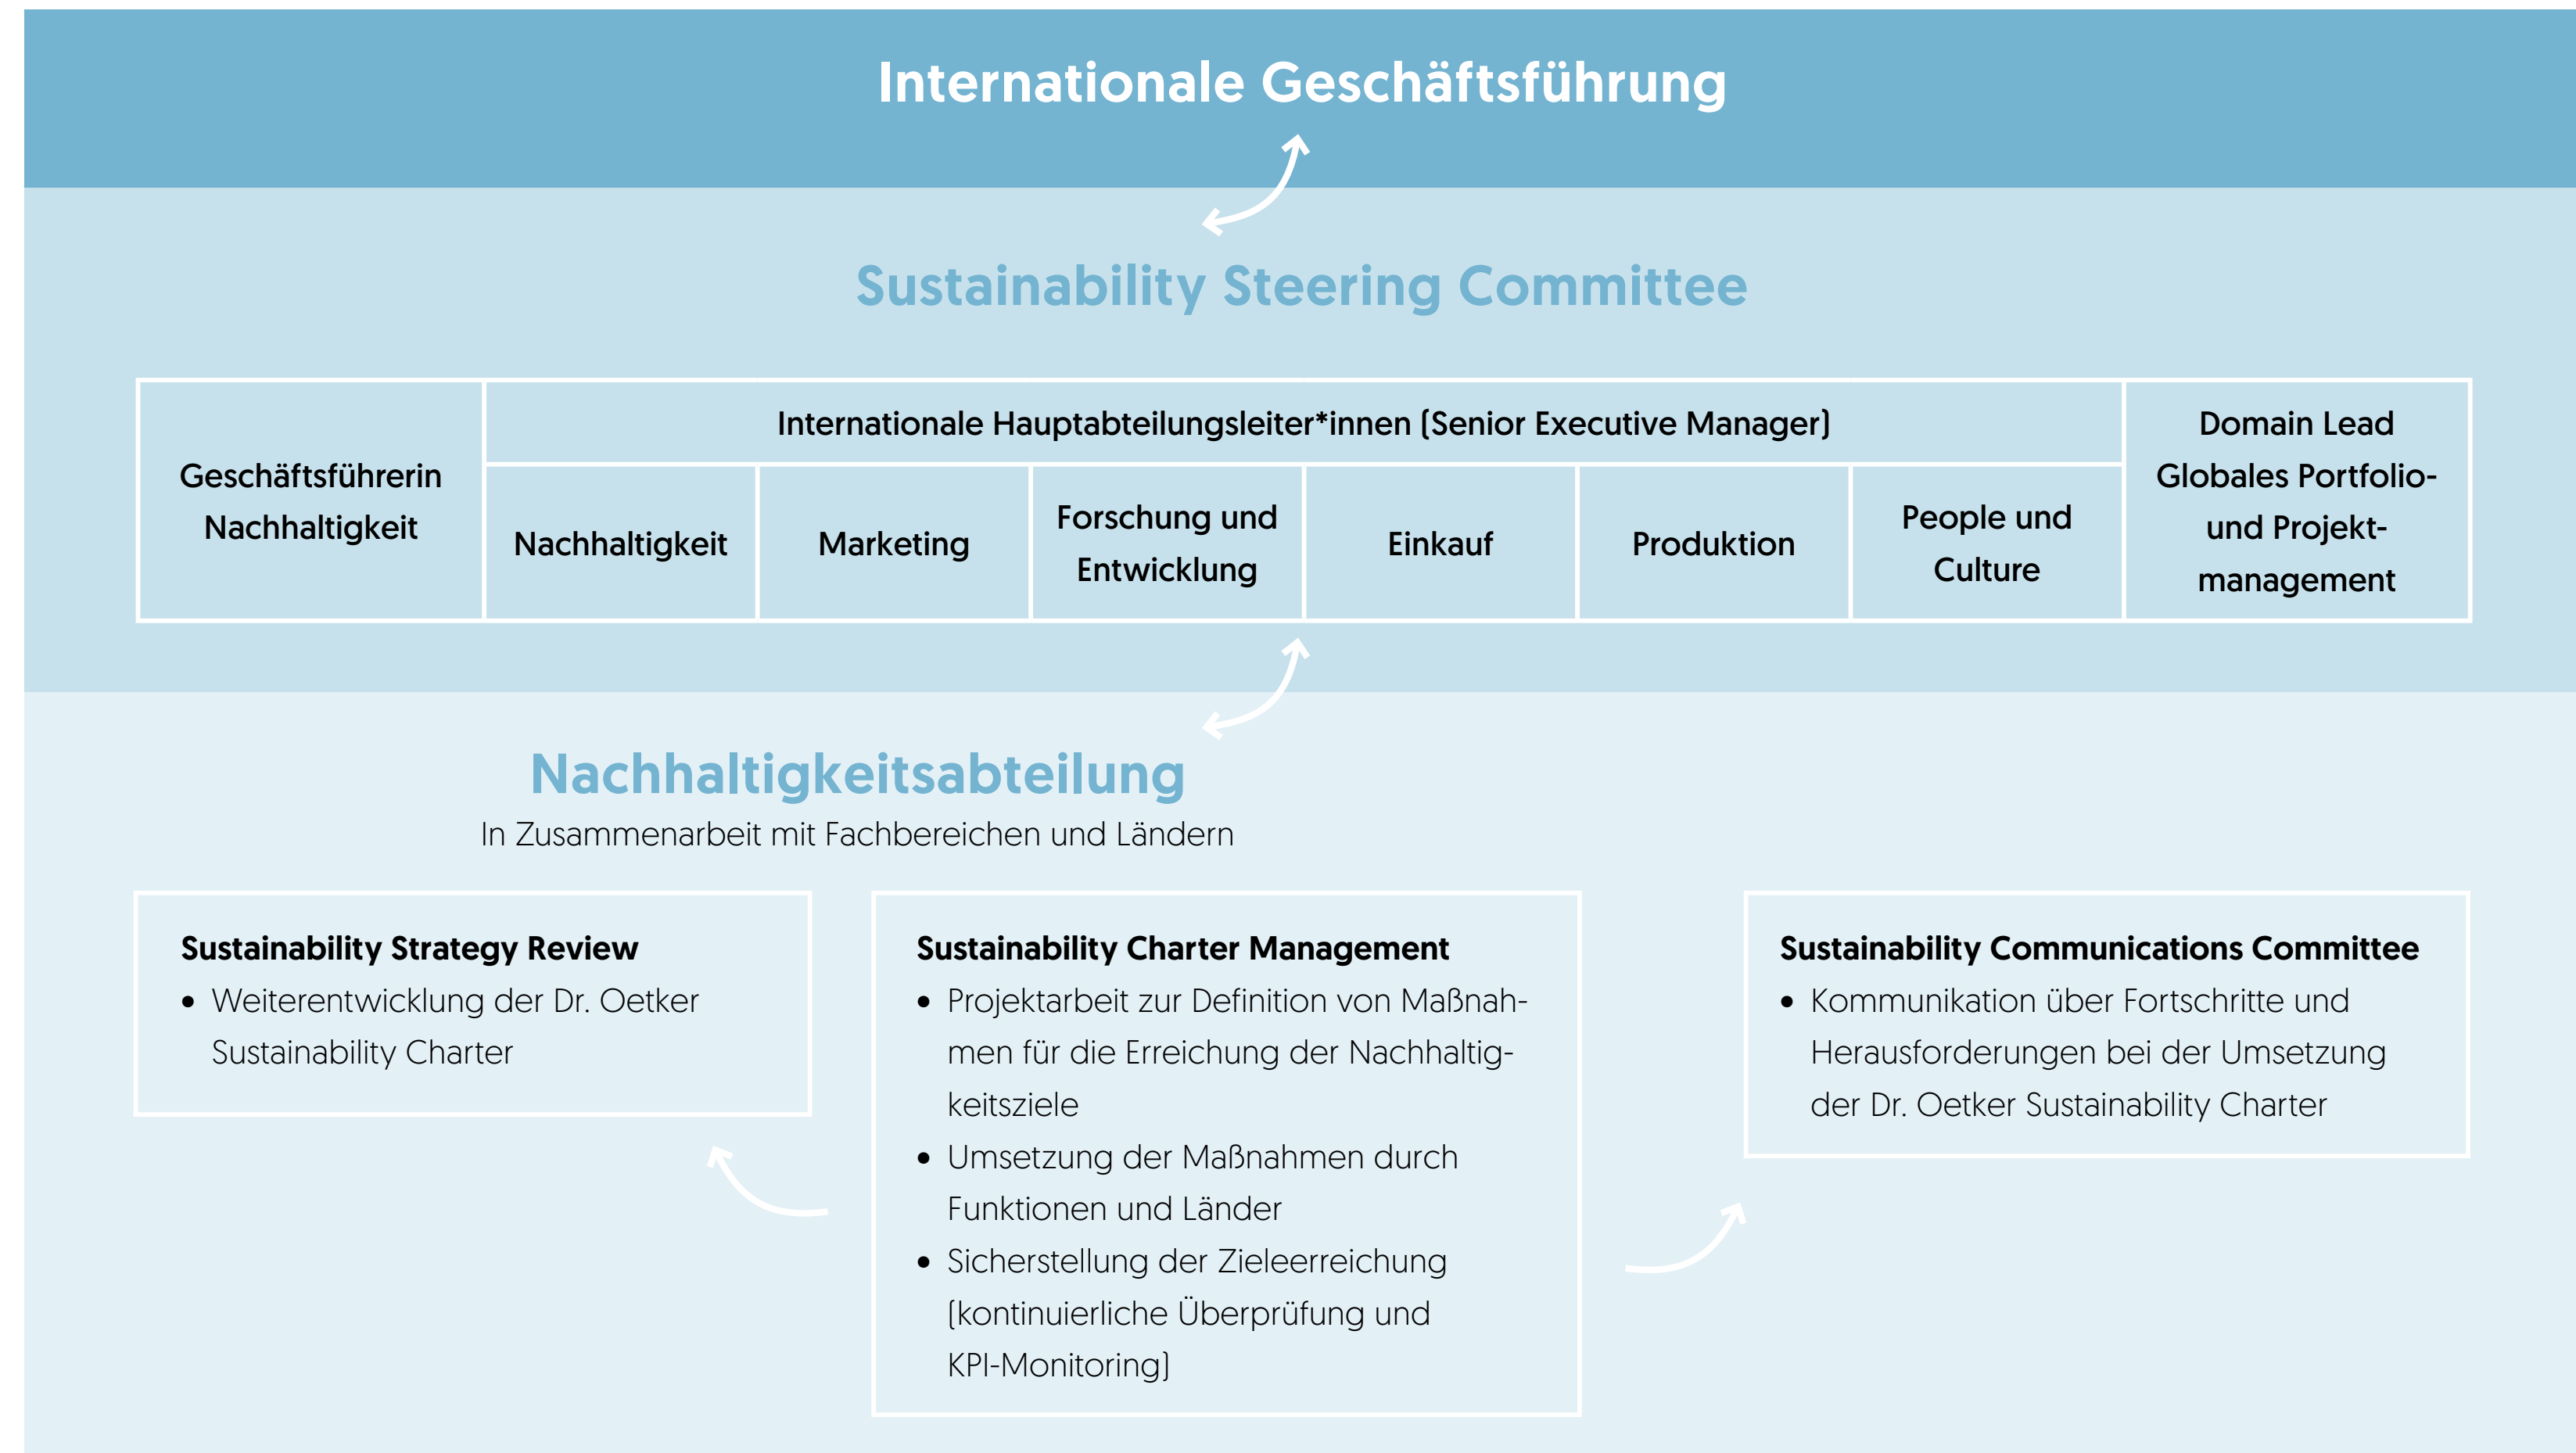 Internationale Geschäftsführung
Sustainability Steering Committee
Geschäftsführerin
Nachhaltigkeit
Internationale Hauptabteilungsleiter*innen (Senior Executive Manager)
Nachhaltigkeit
Marketing
Forschung und
Entwicklung
Einkauf
Produktion
People und
Culture
Domain Lead
Globales Portfolio-
und Projekt-
management
Nachhaltigkeitsabteilung
In Zusammenarbeit mit Fachbereichen und Ländern
Sustainability Strategy Review
• Weiterentwicklung der Dr. Oetker
Sustainability Charter
Sustainability Charter Management
• Projektarbeit zur Definition von Maßnah-
men für die Erreichung der Nachhaltig-
keitsziele
• Umsetzung der Maßnahmen durch
Funktionen und Länder
• Sicherstellung der Zieleerreichung
(kontinuierliche Überprüfung und
KPI-Monitoring)
Sustainability Communications Committee
• Kommunikation über Fortschritte und
Herausforderungen bei der Umsetzung
der Dr. Oetker Sustainability Charter